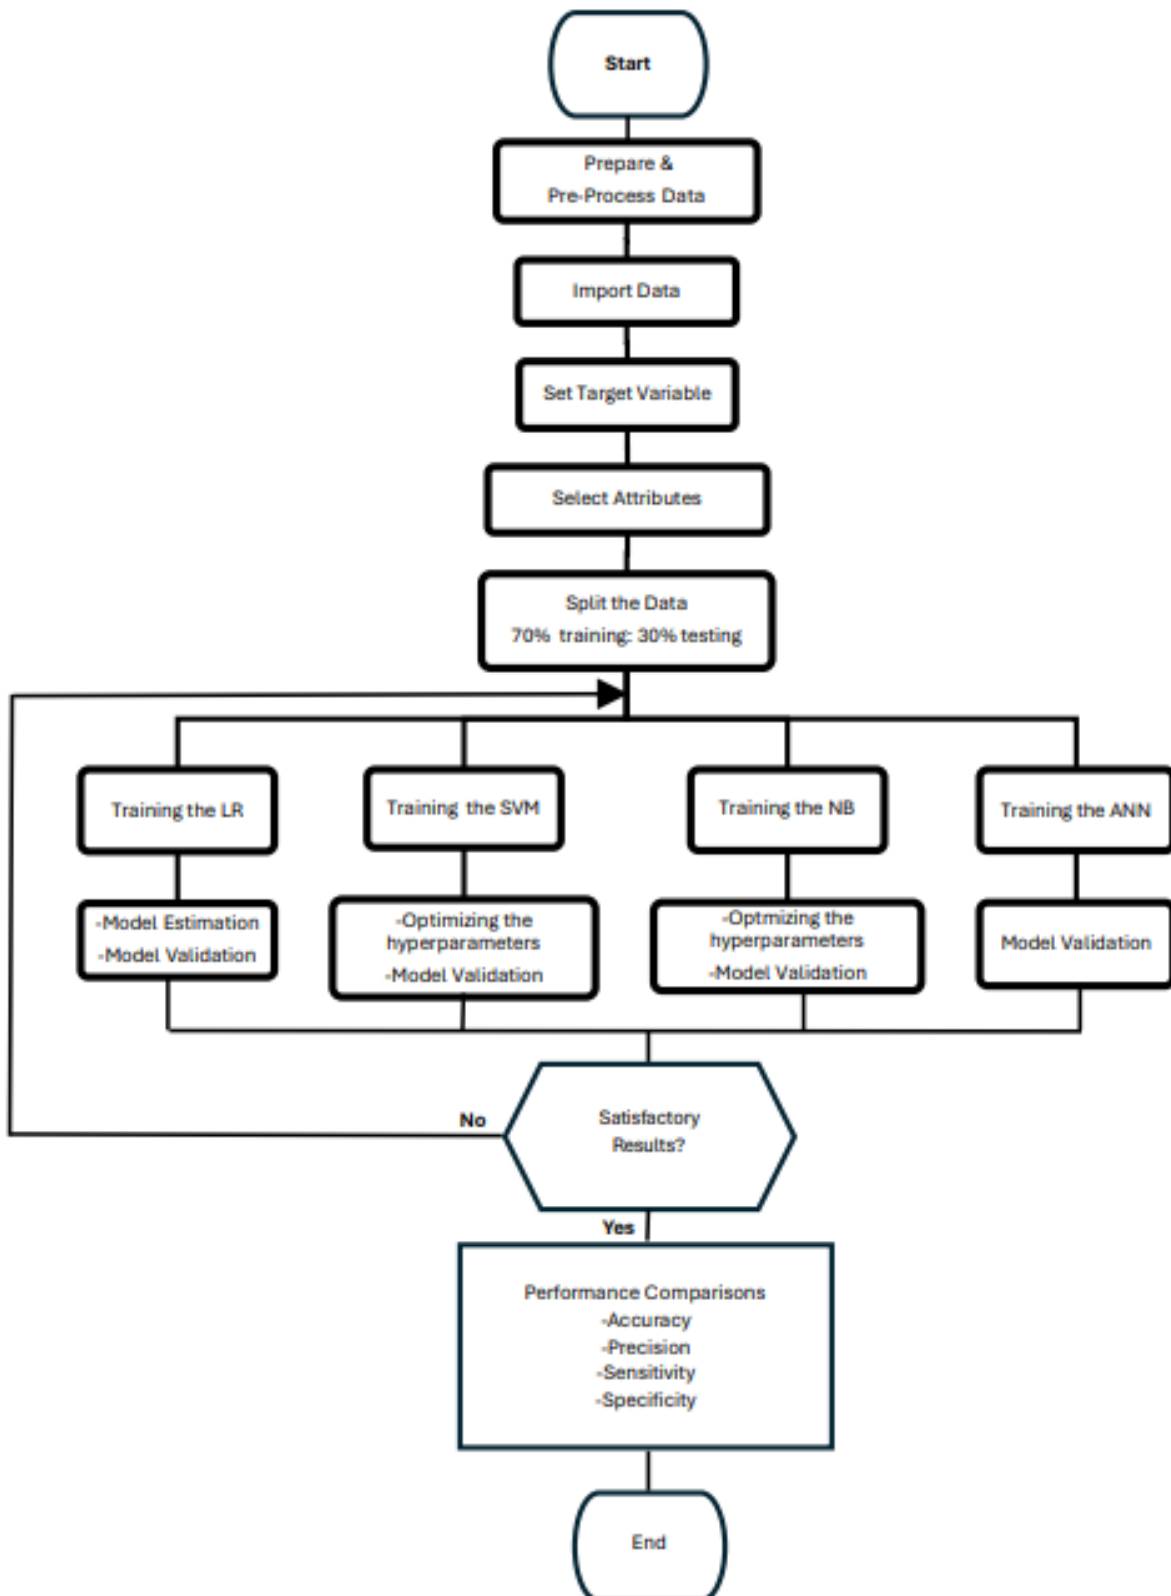 Start
Prepare &
Pre-Process Data
Import Data
Set Target Variable
Select Attributes
Split the Data
70% training: 30% testing
Training the LR
Training the SVM
Training the NB
Training the ANN
-Model Estimation
-Model Validation
-Optimizing the
hyperparameters
-Model Validation
-Optmizing the
hyperparameters
-Model Validation
Model Validation
No
Satisfactory
Results?
Yes
Performance Comparisons
-Accuracy
-Precision
-Sensitivity
-Specificity
End